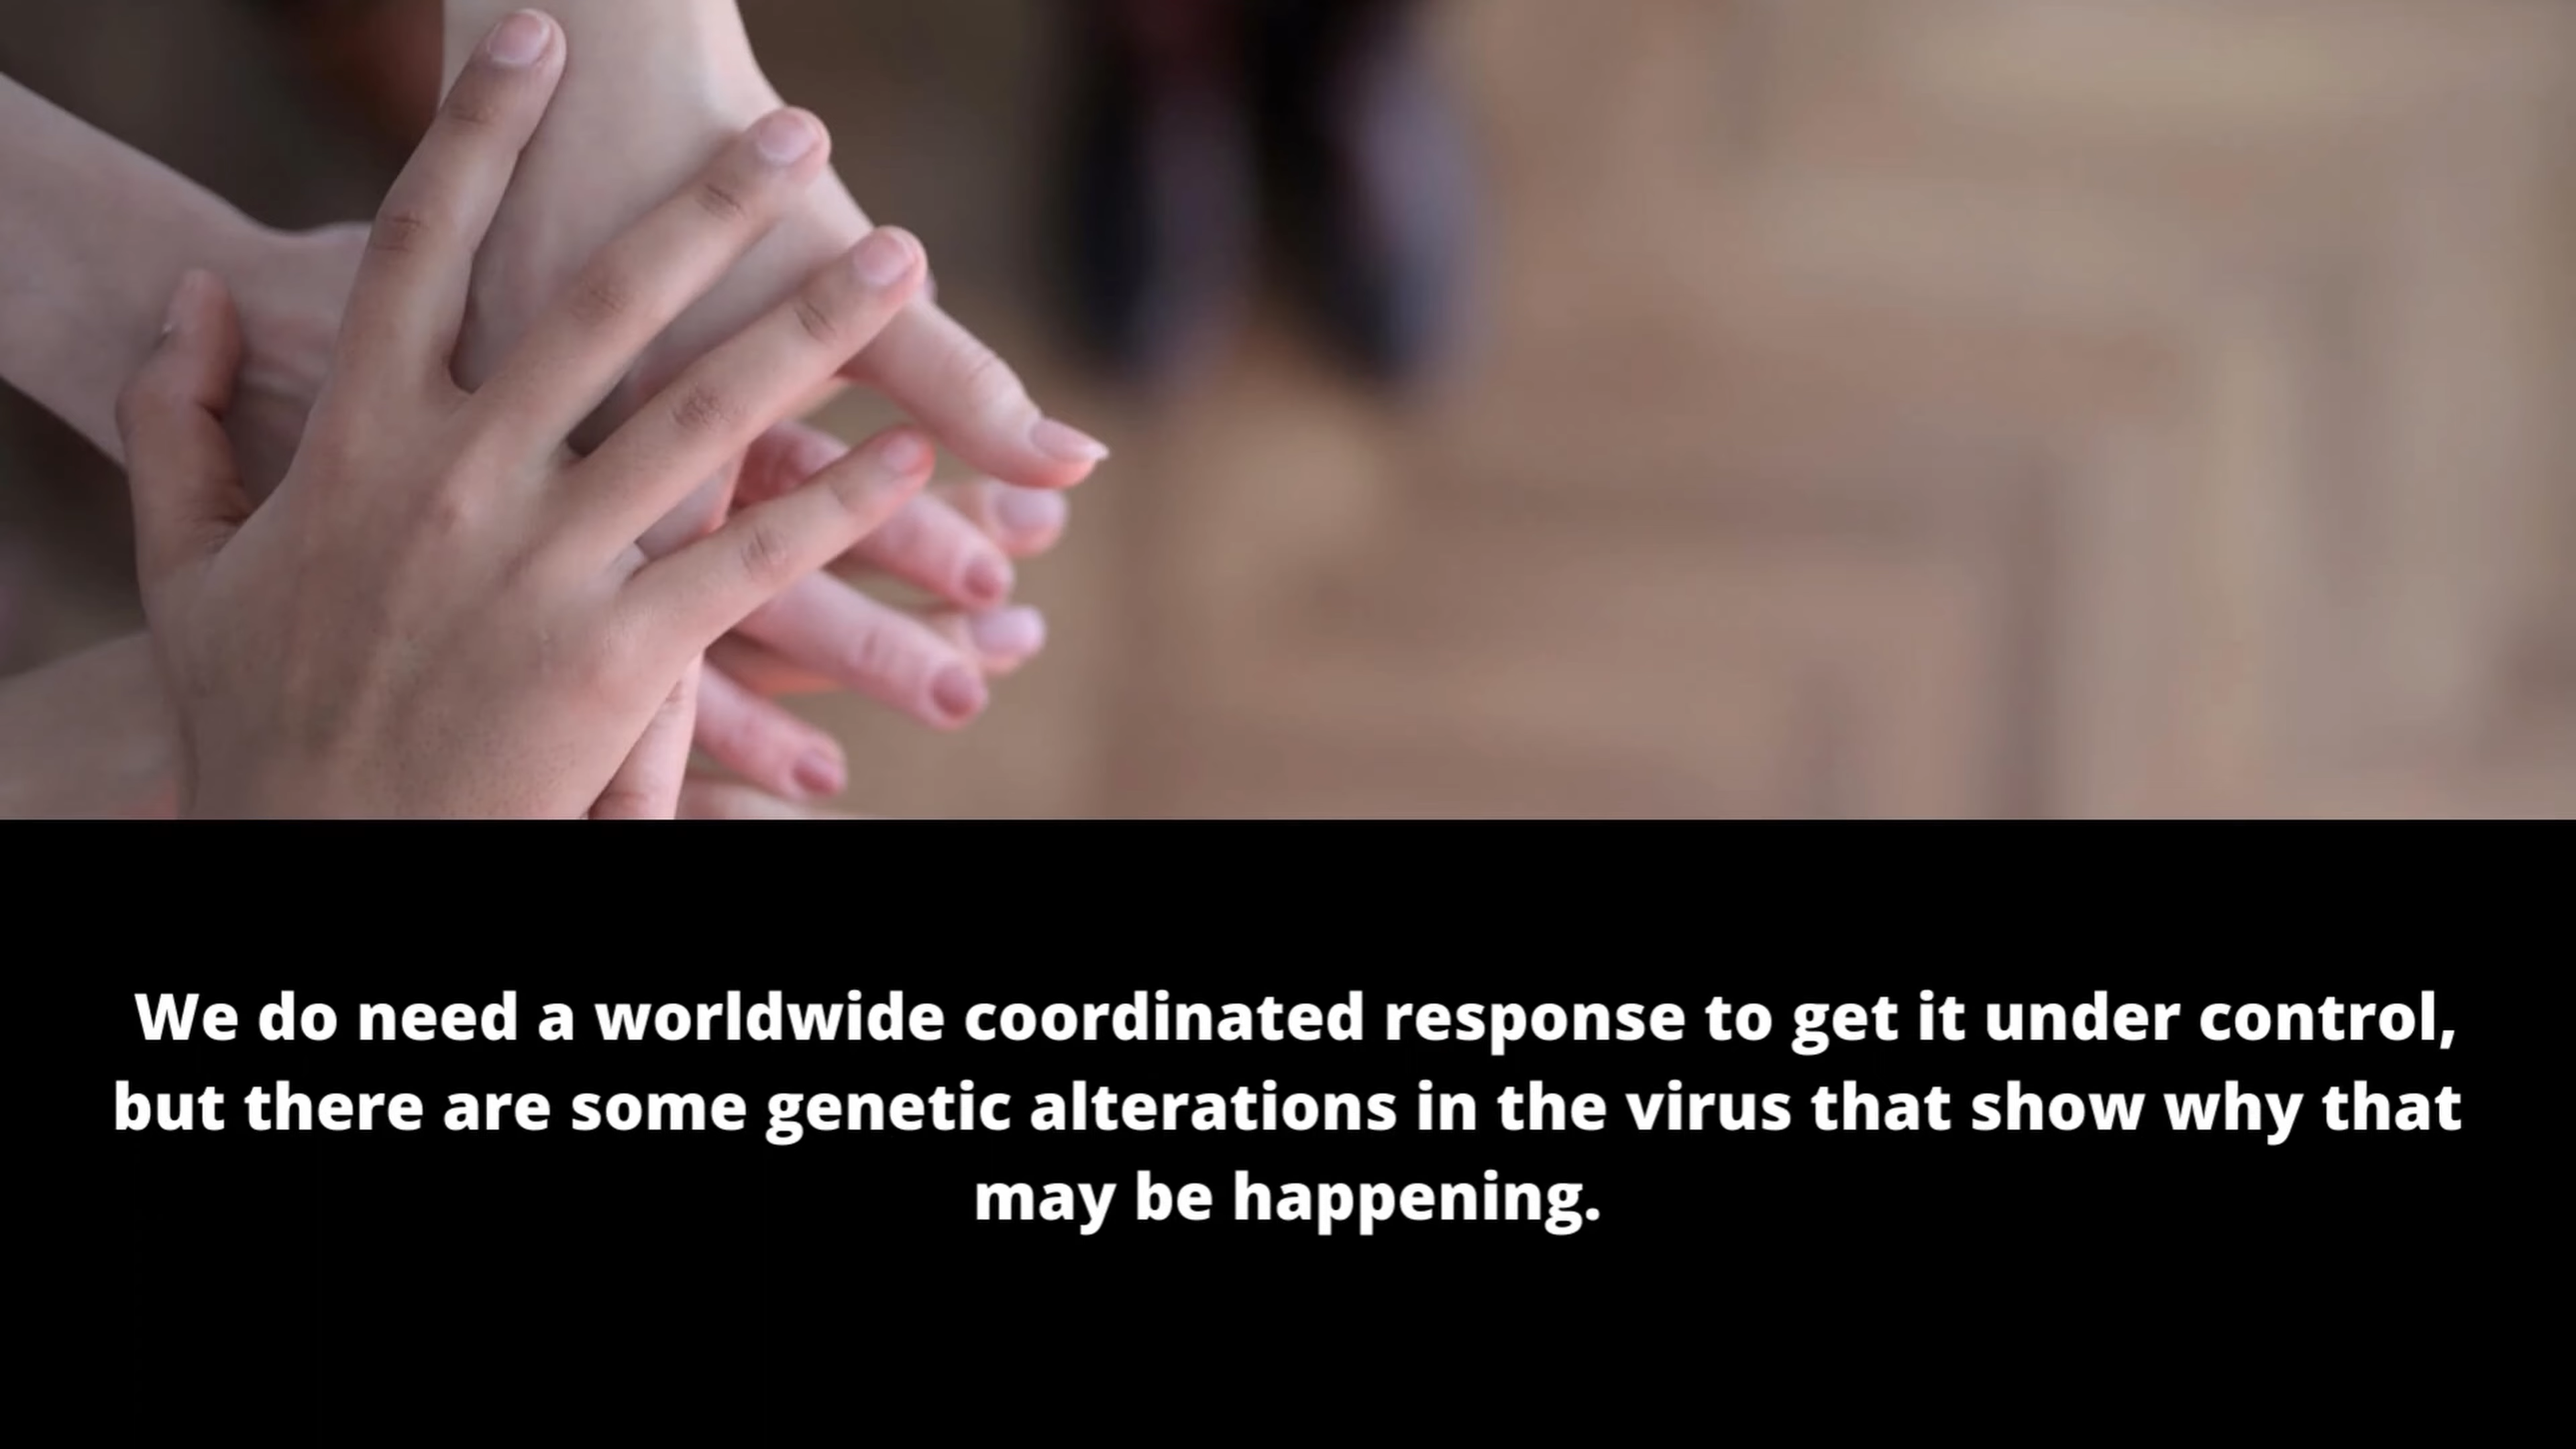 We do need a worldwide coordinated response to get it under control,
but there are some genetic alterations in the virus that show why that
may be happening.